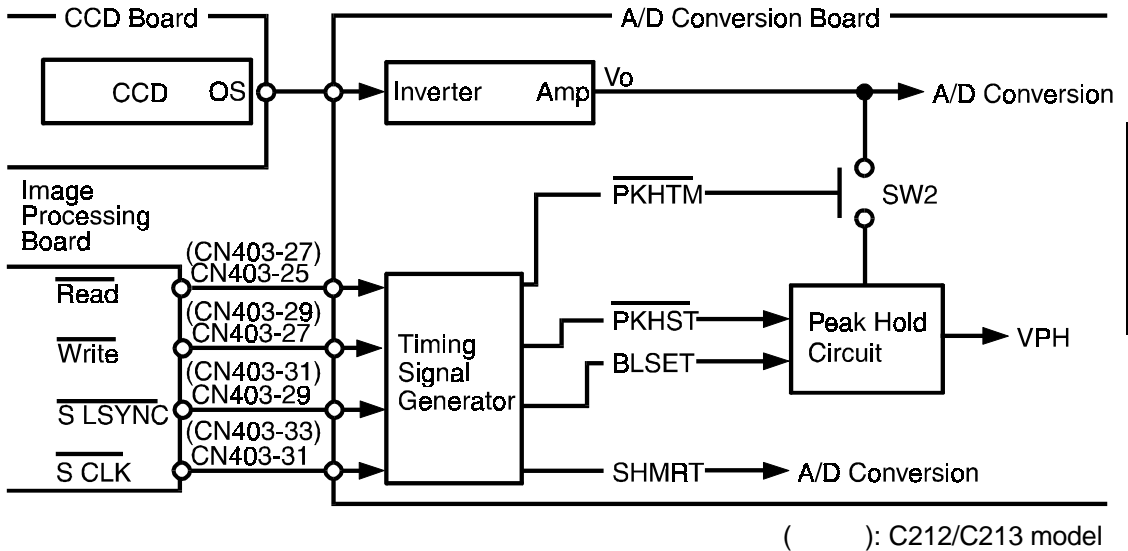 CCD Board
A/D Conversion Board
CCD OS
Inverter Amp
Vo
A/D Conversion
Image
Processing
Board
PKHTM
SW2
(CN403-27)
CN403-25
Read
(CN403-29)
CN403-27
Write
(CN403-31)
CN403-29
S LSYNC
(CN403-33)
CN403-31
S CLK
Timing
Signal
Generator
PKHST
BLSET
Peak Hold
Circuit
VPH
SHMRT
A/D Conversion
( ): C212/C213 model